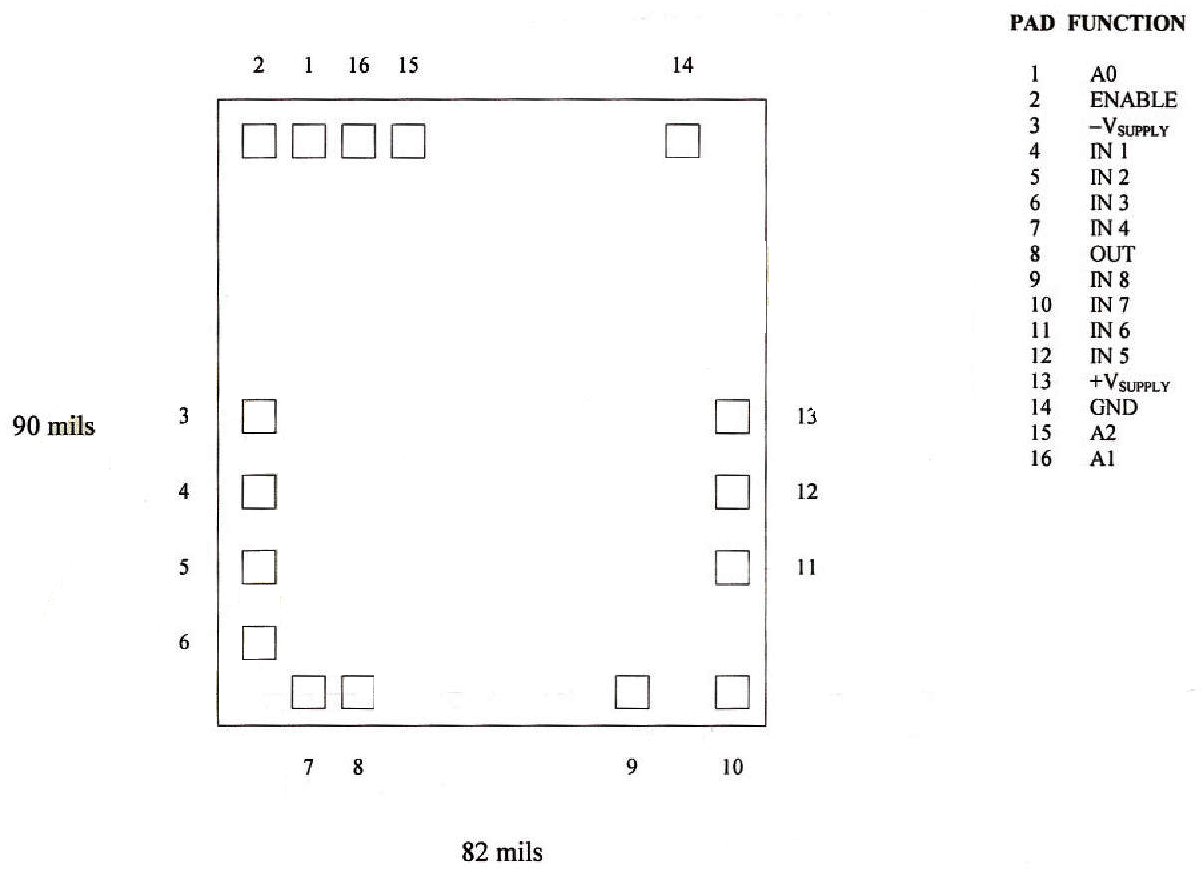 PAD FUNCTION
2 1 16 15 14
1 A0
2 ENABLE
3 –VSUPPLY
4 IN 1
5 IN 2
6 IN 3
7 IN 4
8 OUT
9 IN 8
10 IN 7
11 IN 6
12 IN 5
13 +VSUPPLY
14 GND
15 A2
16 A1
3 13
90 mils
4 12
5 11
6
7 8 9 10
82 mils